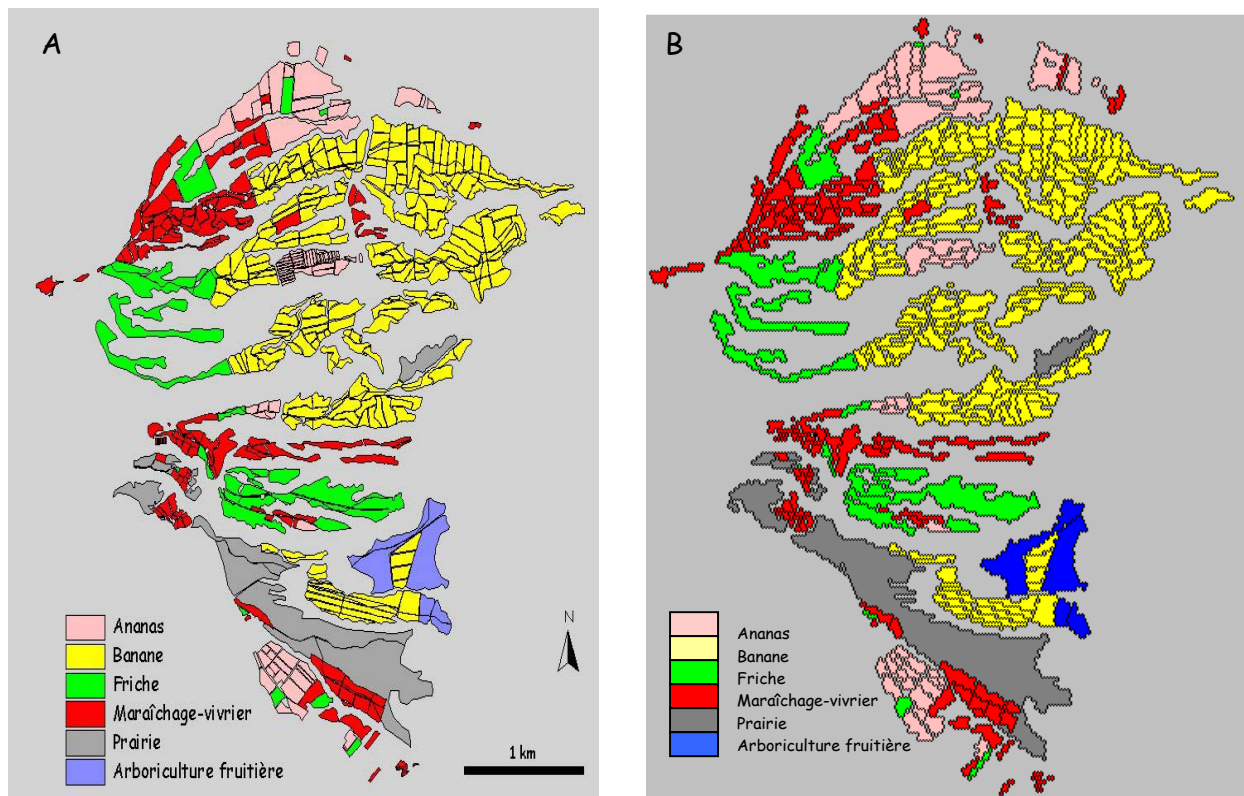 A
Ananas
Banane
Friche
Maraîchage-vivrier
Prairie
Arboriculture fruitière
N
1 km
B
Ananas
Banane
Friche
Maraîchage-vivrier
Prairie
Arboriculture fruitière